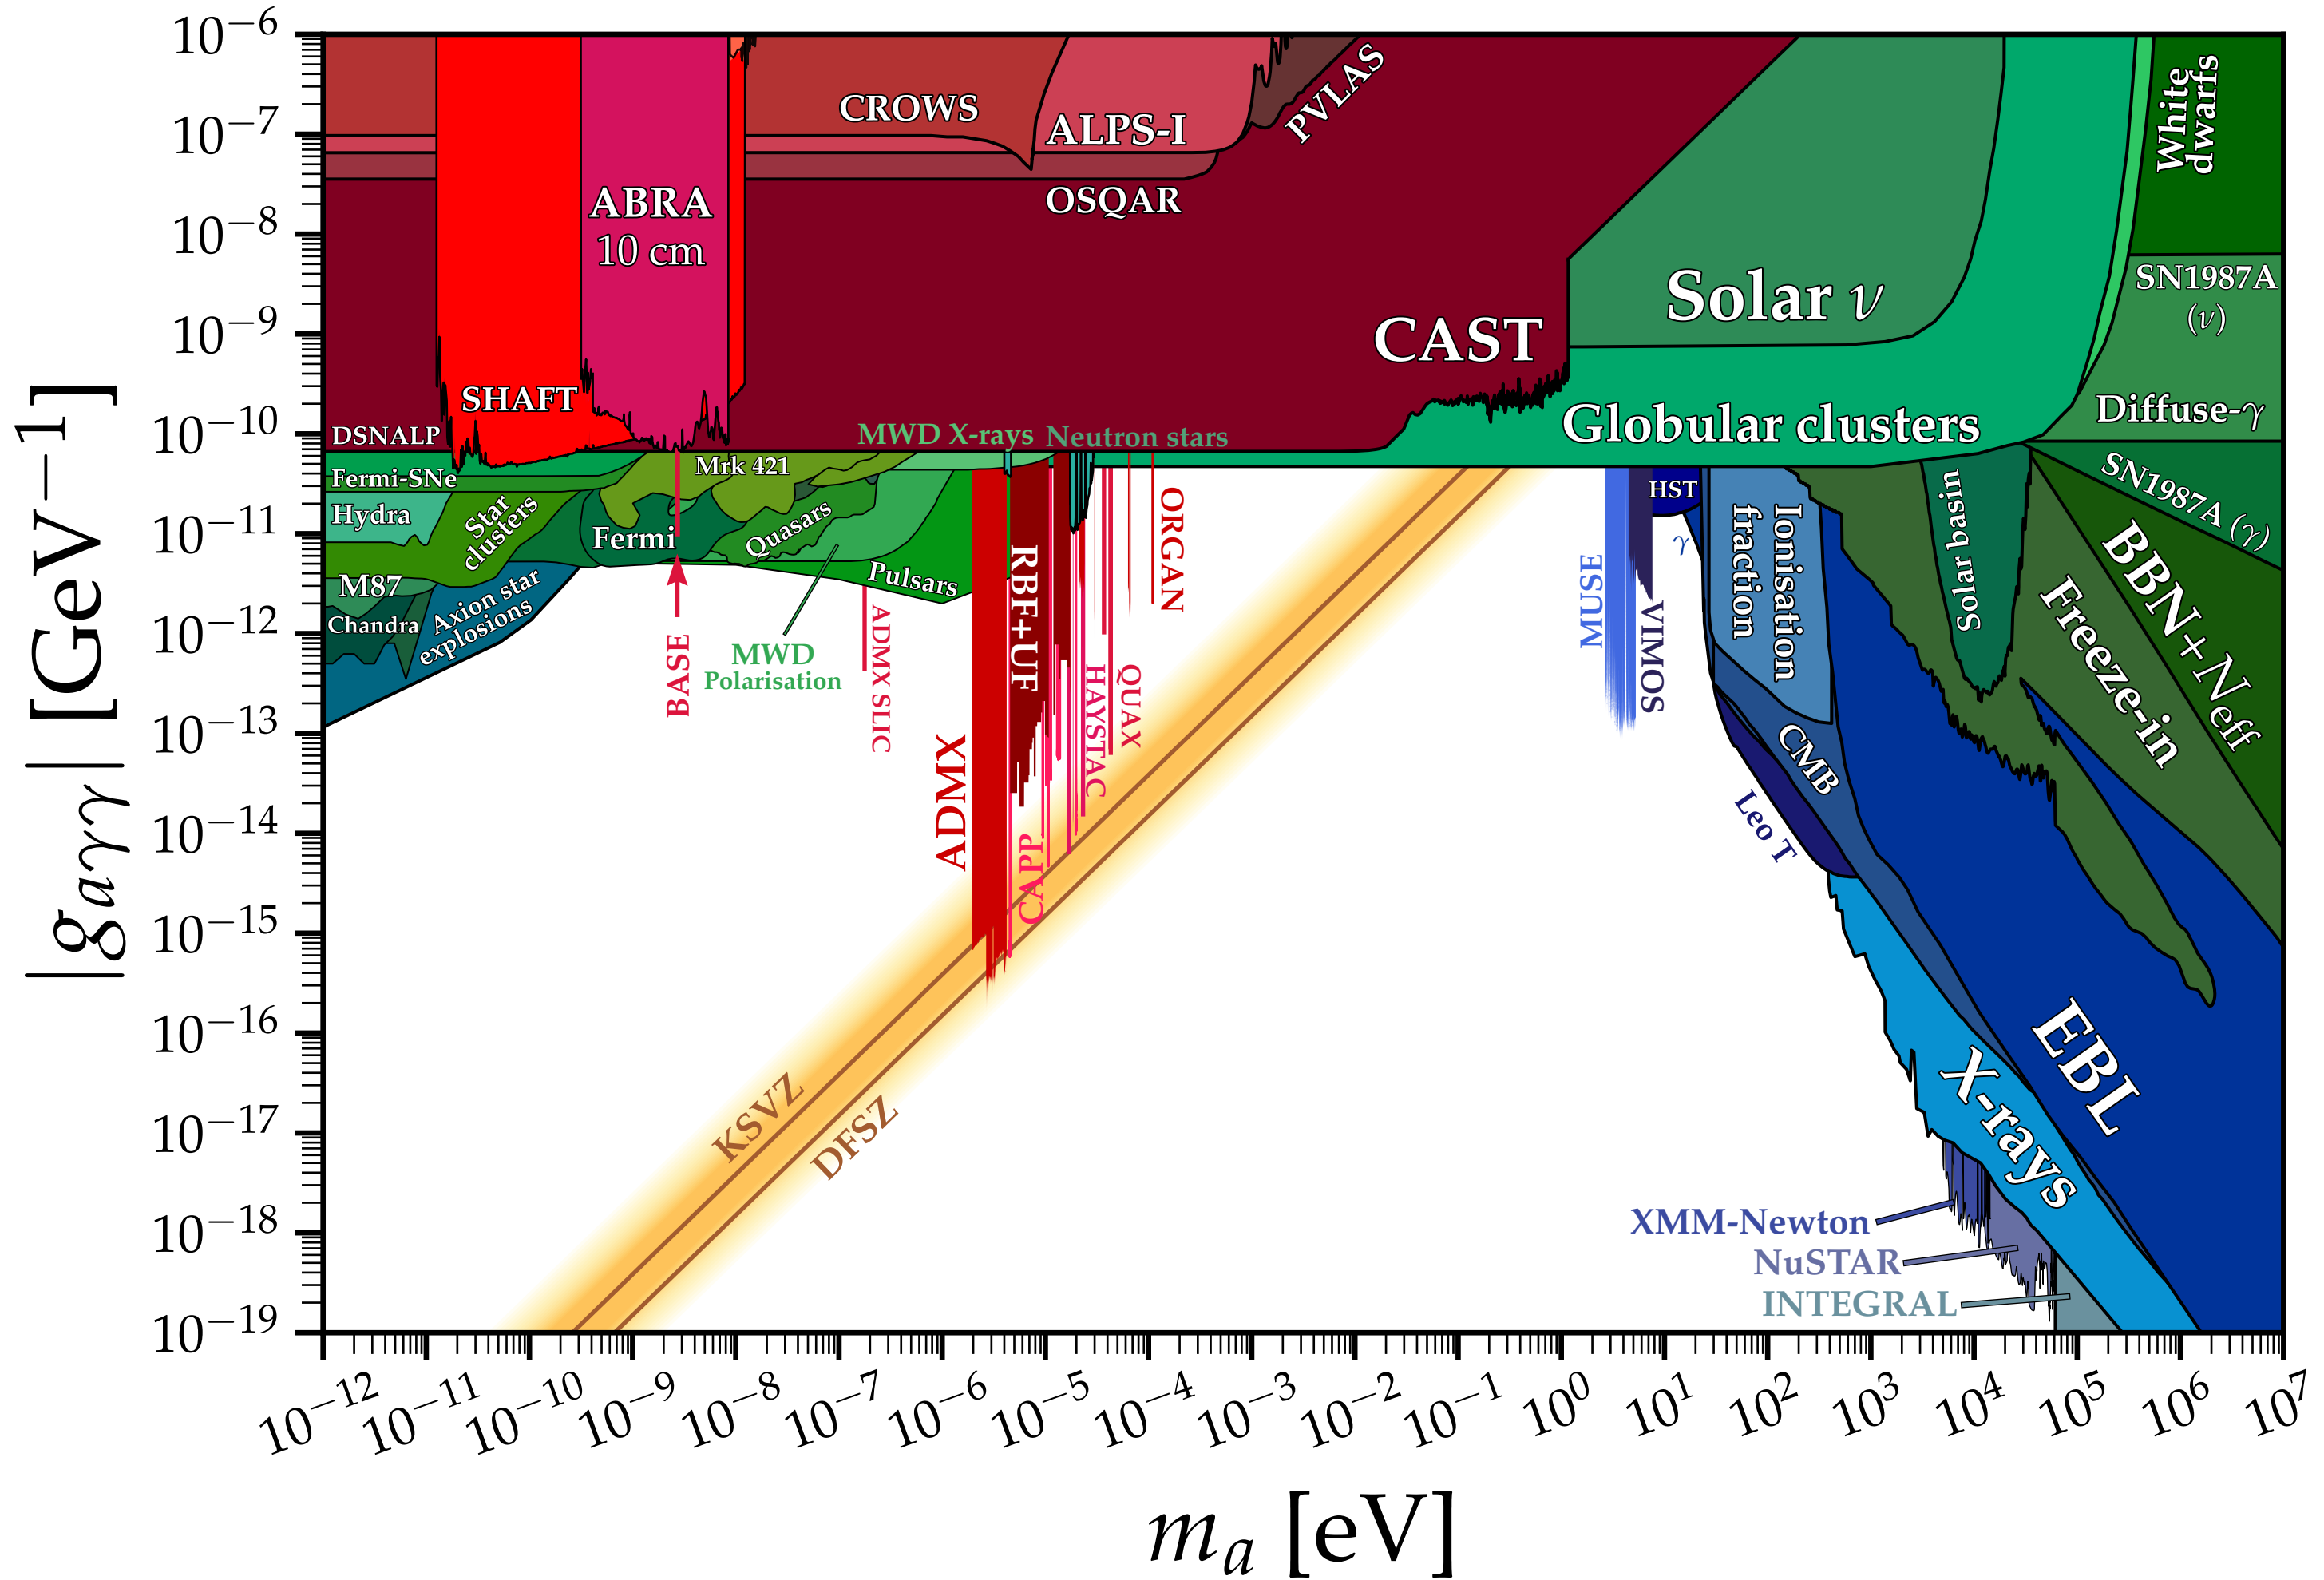 |g_{aγγ}| [GeV^{-1}]
10^{-6}
10^{-7}
10^{-8}
10^{-9}
10^{-10}
10^{-11}
10^{-12}
10^{-13}
10^{-14}
10^{-15}
10^{-16}
10^{-17}
10^{-18}
10^{-19}
CROWS
ALPS-I
PVLAS
OSQAR
ABRA
10 cm
SHAFT
CAST
Solar ν
Globular clusters
White
dwarfs
SN1987A
(ν)
Diffuse-γ
SN1987A (γ)
DSNALP
Fermi-SNe
Hydra
M87
Chandra
Star
clusters
Axion star
explosions
Fermi
Mrk 421
MWD X-rays
Neutron stars
Quasars
Pulsars
BASE
MWD
Polarisation
ADMX SLIC
ADMX
RBF+UF
CAPP
HAYSTAC
QUAX
ORGAN
KSVZ
DFSZ
MUSE
VIMOS
HST
γ
Ionisation
fraction
Solar basin
Freeze-in
BBN+N_{eff}
CMB
Leo T
EBL
X-rays
XMM-Newton
NuSTAR
INTEGRAL
10^{-12}
10^{-11}
10^{-10}
10^{-9}
10^{-8}
10^{-7}
10^{-6}
10^{-5}
10^{-4}
10^{-3}
10^{-2}
10^{-1}
10^{0}
10^{1}
10^{2}
10^{3}
10^{4}
10^{5}
10^{6}
10^{7}
m_a [eV]